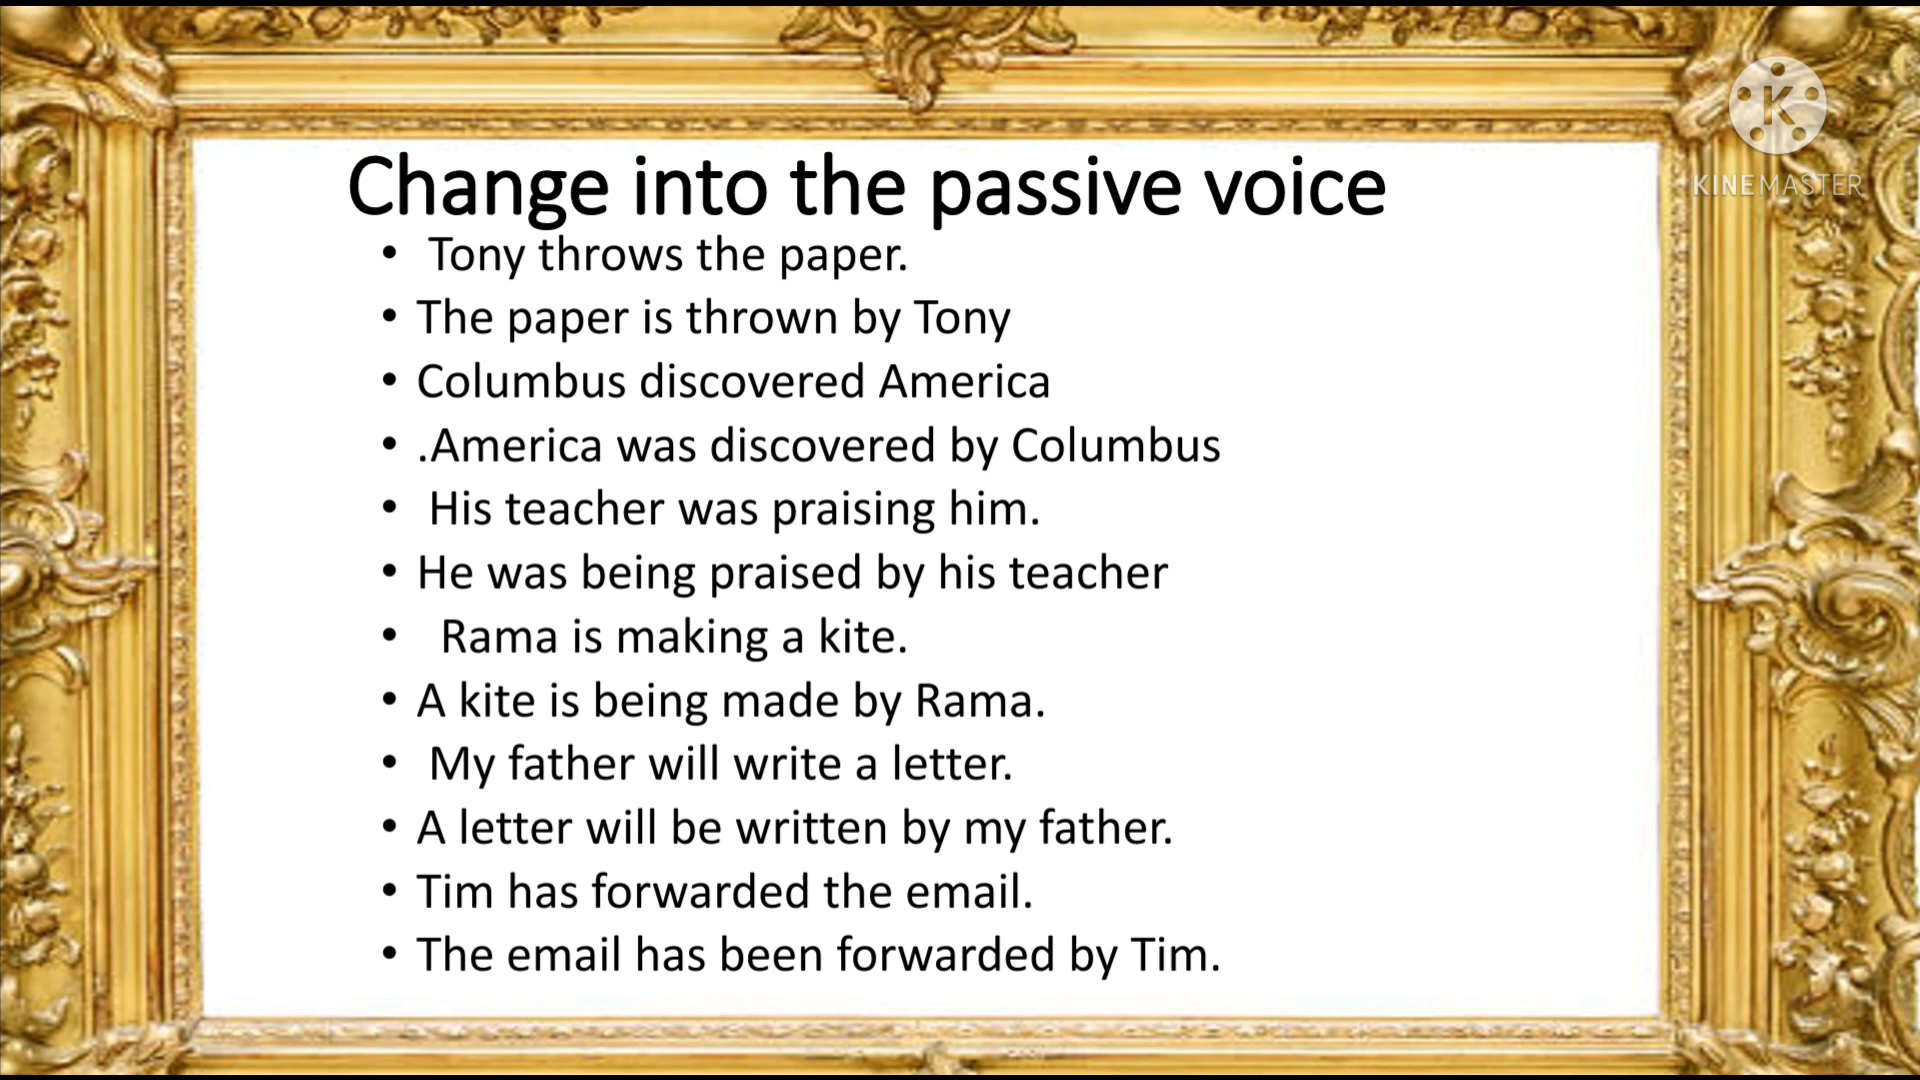 Change into the passive voice
• Tony throws the paper.
• The paper is thrown by Tony
• Columbus discovered America
• .America was discovered by Columbus
• His teacher was praising him.
• He was being praised by his teacher
• Rama is making a kite.
• A kite is being made by Rama.
• My father will write a letter.
• A letter will be written by my father.
• Tim has forwarded the email.
• The email has been forwarded by Tim.
K
KINEMASTER